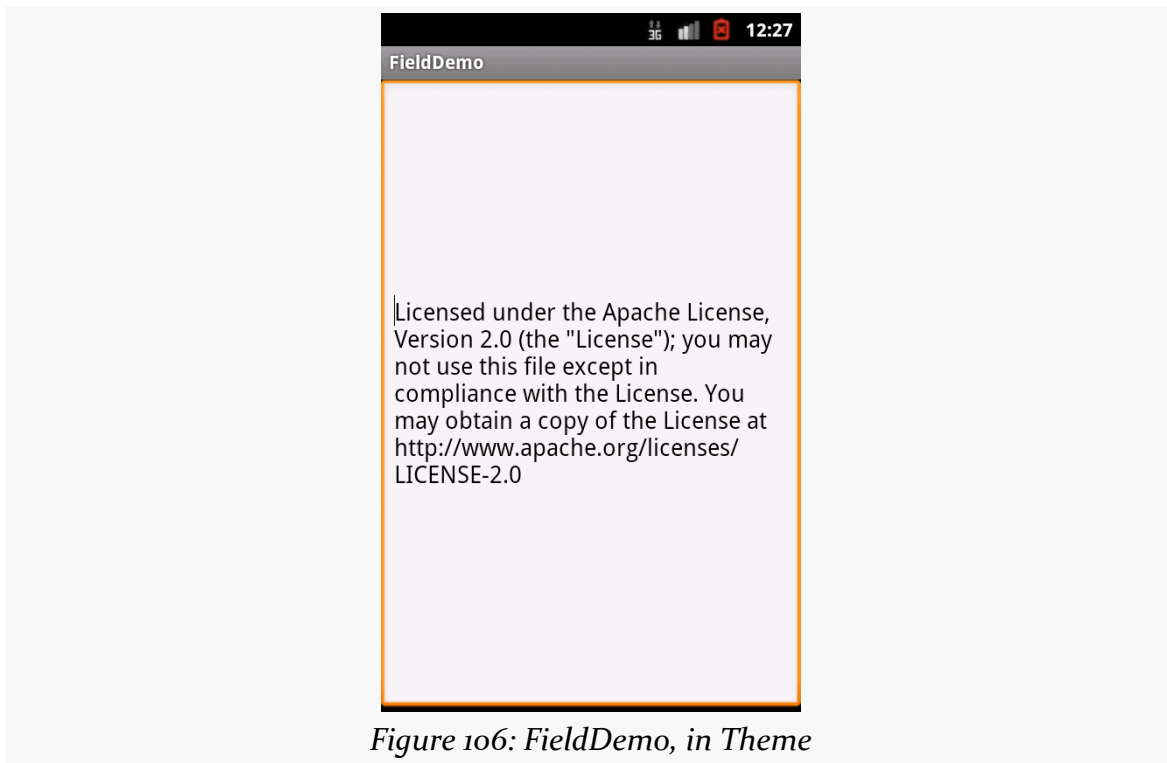 3G 12:27
FieldDemo
Licensed under the Apache License,
Version 2.0 (the "License"); you may
not use this file except in
compliance with the License. You
may obtain a copy of the License at
http://www.apache.org/licenses/
LICENSE-2.0
Figure 106: FieldDemo, in Theme